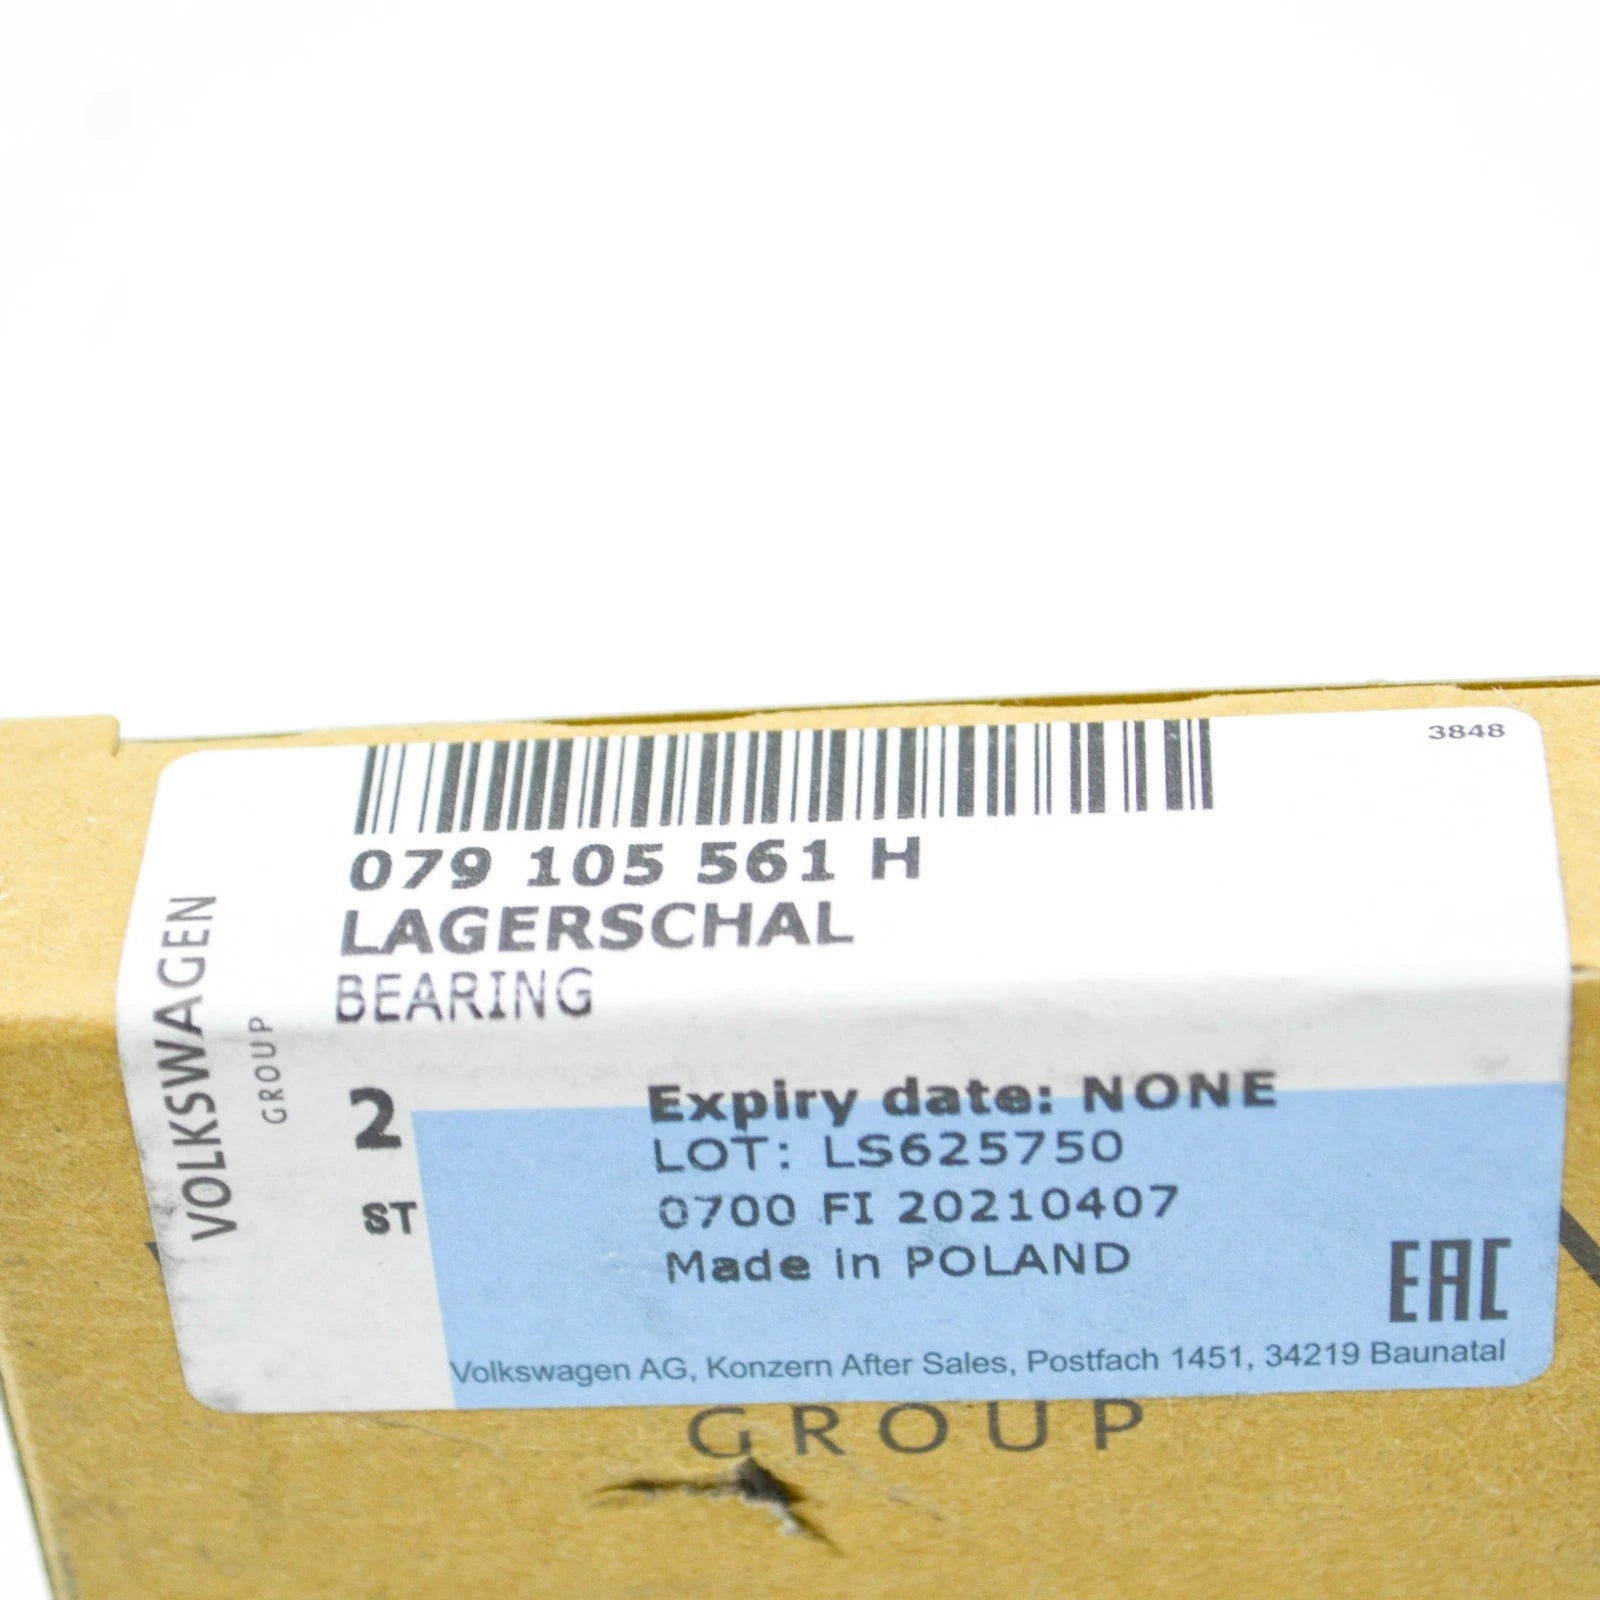 3848
079 105 561 H
LAGERSCHAL
BEARING
VOLKSWAGEN
GROUP
2
ST
Expiry date: NONE
LOT: LS625750
0700 FI 20210407
Made in POLAND
EAC
Volkswagen AG, Konzern After Sales, Postfach 1451, 34219 Baunatal
GROUP